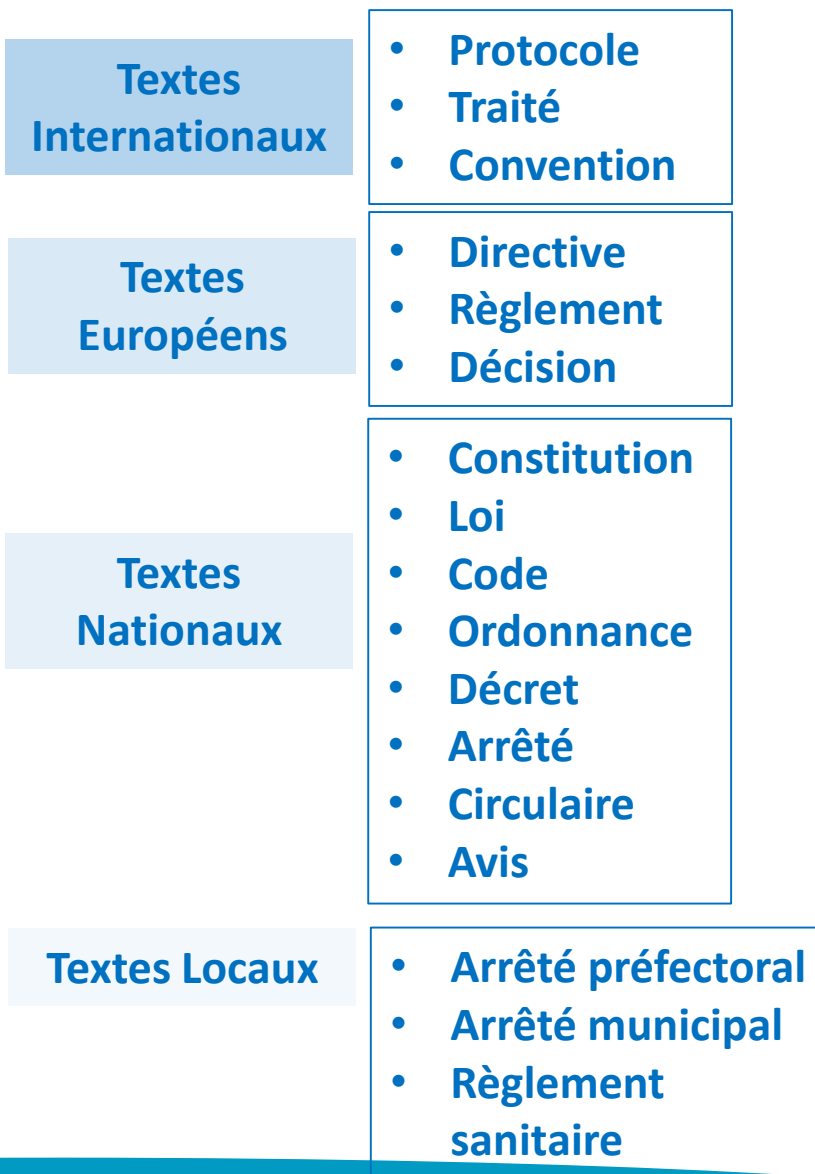 Textes
Internationaux
• Protocole
• Traité
• Convention
Textes
Européens
• Directive
• Règlement
• Décision
Textes
Nationaux
• Constitution
• Loi
• Code
• Ordonnance
• Décret
• Arrêté
• Circulaire
• Avis
Textes Locaux
• Arrêté préfectoral
• Arrêté municipal
• Règlement
sanitaire